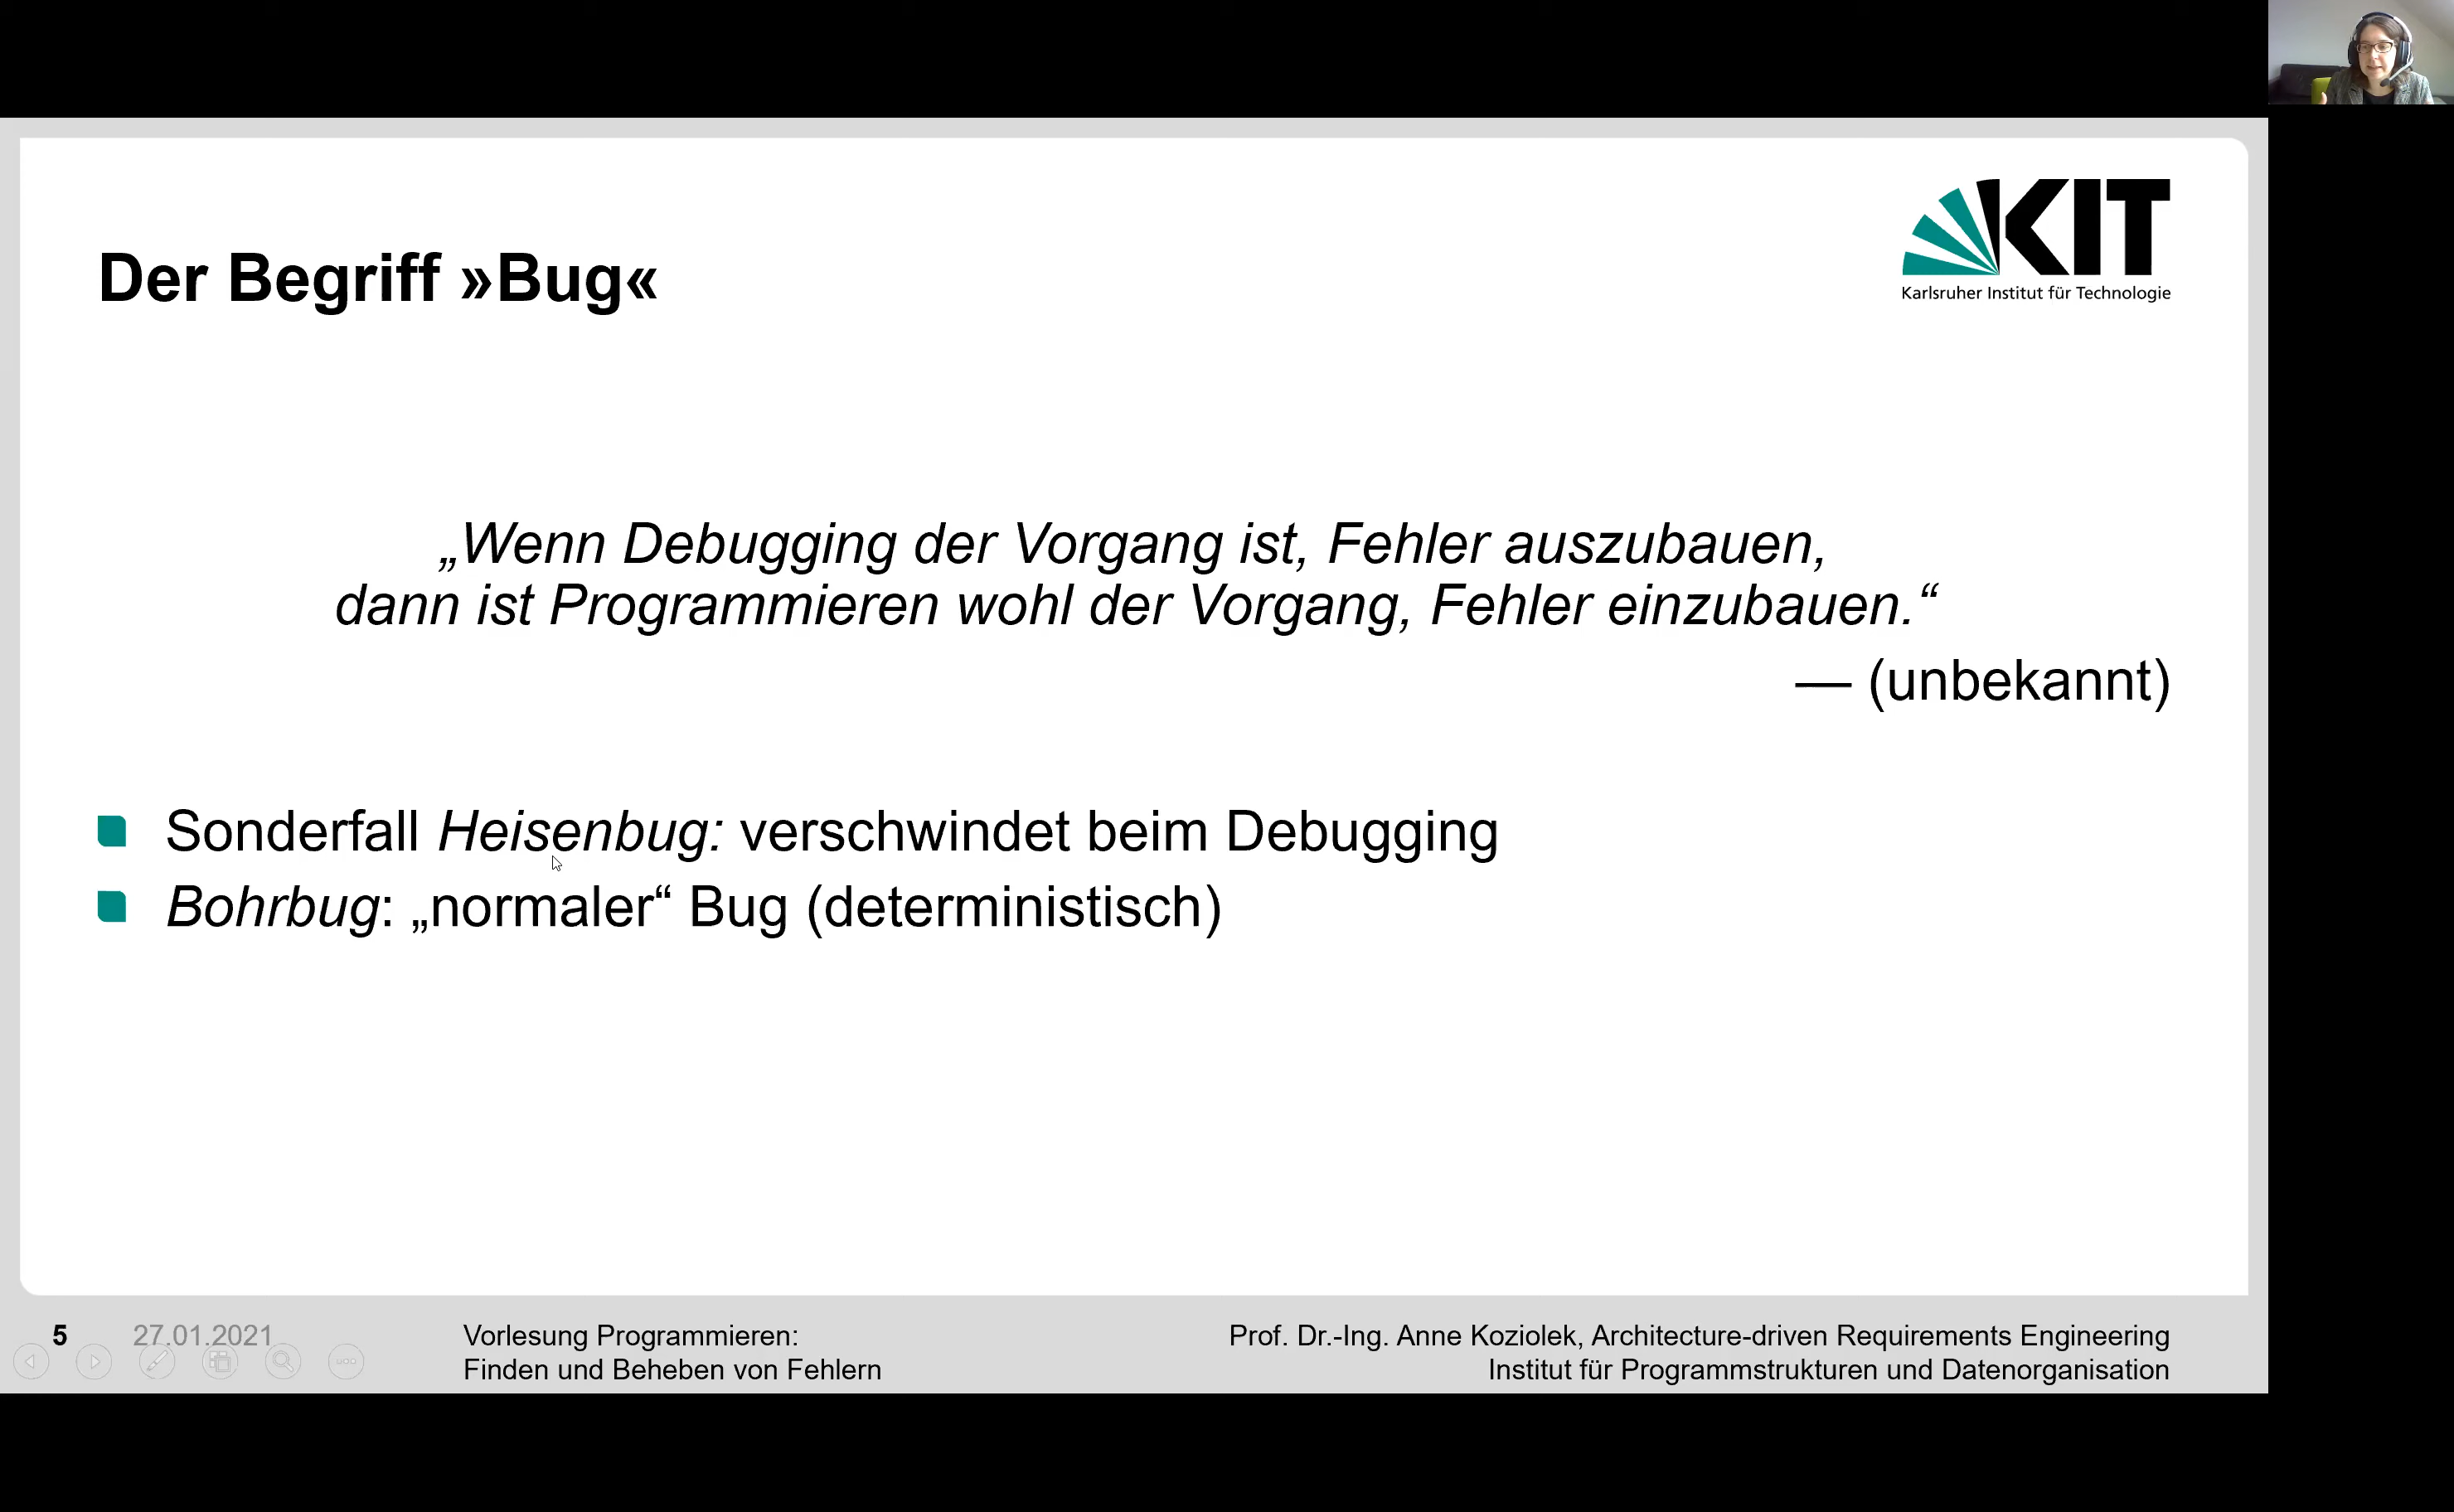 KIT
Karlsruher Institut für Technologie
Der Begriff »Bug«
„Wenn Debugging der Vorgang ist, Fehler auszubauen,
dann ist Programmieren wohl der Vorgang, Fehler einzubauen.“
— (unbekannt)
Sonderfall Heisenbug: verschwindet beim Debugging
Bohrbug: „normaler“ Bug (deterministisch)
5
27.01.2021
Vorlesung Programmieren:
Finden und Beheben von Fehlern
Prof. Dr.-Ing. Anne Koziolek, Architecture-driven Requirements Engineering
Institut für Programmstrukturen und Datenorganisation